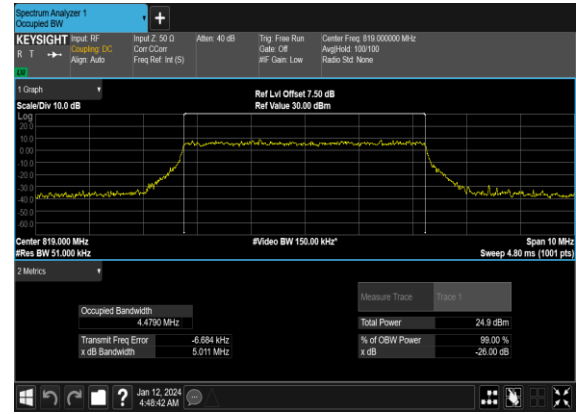 Spectrum Analyzer 1
Occupied BW
+
KEYSIGHT Input: RF Input Z: 50 Ω Atten: 40 dB Trig: Free Run Center Freq: 819.000000 MHz
R T Coupling: DC Corr CCorr Gate: Off Avg|Hold: 100/100
Align: Auto Freq Ref: Int (S) #IF Gain: Low Radio Std: None
1 Graph
Ref Lvl Offset 7.50 dB
Scale/Div 10.0 dB Ref Value 30.00 dBm
Log
20.0
10.0
0.00
-10.0
-20.0
-30.0
-40.0
-50.0
-60.0
Center 819.000 MHz #Video BW 150.00 kHz* Span 10 MHz
#Res BW 51.000 kHz Sweep 4.80 ms (1001 pts)
2 Metrics
Measure Trace Trace 1
Occupied Bandwidth
4.4790 MHz Total Power 24.9 dBm
Transmit Freq Error -6.684 kHz % of OBW Power 99.00 %
x dB Bandwidth 5.011 MHz x dB -26.00 dB
? Jan 12, 2024
4:48:42 AM